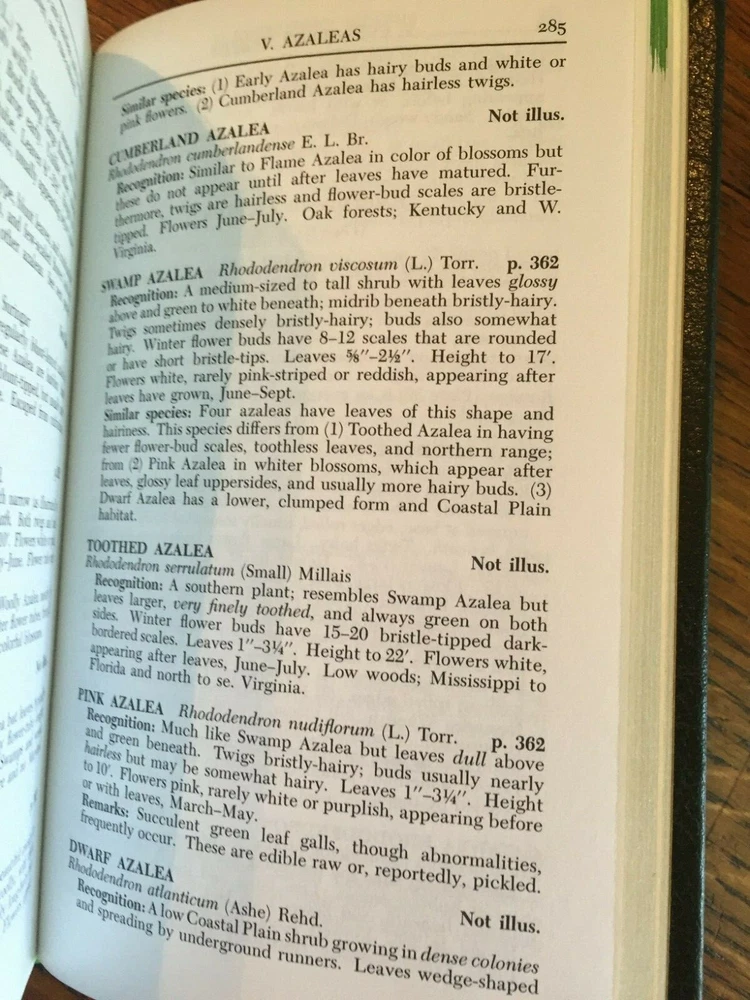 V. AZALEAS 285
Similar species: (1) Early Azalea has hairy buds and white or
pink flowers. (2) Cumberland Azalea has hairless twigs.
CUMBERLAND AZALEA Not illus.
Rhododendron cumberlandense E. L. Br.
Recognition: Similar to Flame Azalea in color of blossoms but
these do not appear until after leaves have matured. Fur-
thermore, twigs are hairless and flower-bud scales are bristle-
tipped. Flowers June–July. Oak forests; Kentucky and W.
Virginia.
SWAMP AZALEA Rhododendron viscosum (L.) Torr. p. 362
Recognition: A medium-sized to tall shrub with leaves glossy
above and green to white beneath; midrib beneath bristly-hairy.
Twigs sometimes densely bristly-hairy; buds also somewhat
hairy. Winter flower buds have 8–12 scales that are rounded
or have short bristle-tips. Leaves ⅝″–2½″. Height to 17′.
Flowers white, rarely pink-striped or reddish, appearing after
leaves have grown, June–Sept.
Similar species: Four azaleas have leaves of this shape and
hairiness. This species differs from (1) Toothed Azalea in having
fewer flower-bud scales, toothless leaves, and northern range;
from (2) Pink Azalea in whiter blossoms, which appear after
leaves, glossy leaf uppersides, and usually more hairy buds. (3)
Dwarf Azalea has a lower, clumped form and Coastal Plain
habitat.
TOOTHED AZALEA Not illus.
Rhododendron serrulatum (Small) Millais
Recognition: A southern plant; resembles Swamp Azalea but
leaves larger, very finely toothed, and always green on both
sides. Winter flower buds have 15–20 bristle-tipped dark-
bordered scales. Leaves 1″–3¼″. Height to 22′. Flowers white,
appearing after leaves, June–July. Low woods; Mississippi to
Florida and north to se. Virginia.
PINK AZALEA Rhododendron nudiflorum (L.) Torr. p. 362
Recognition: Much like Swamp Azalea but leaves dull above
and green beneath. Twigs bristly-hairy; buds usually nearly
hairless but may be somewhat hairy. Leaves 1″–3¼″. Height
to 10′. Flowers pink, rarely white or purplish, appearing before
or with leaves, March–May.
Remarks: Succulent green leaf galls, though abnormalities,
frequently occur. These are edible raw or, reportedly, pickled.
DWARF AZALEA Not illus.
Rhododendron atlanticum (Ashe) Rehd.
Recognition: A low Coastal Plain shrub growing in dense colonies
and spreading by underground runners. Leaves wedge-shaped